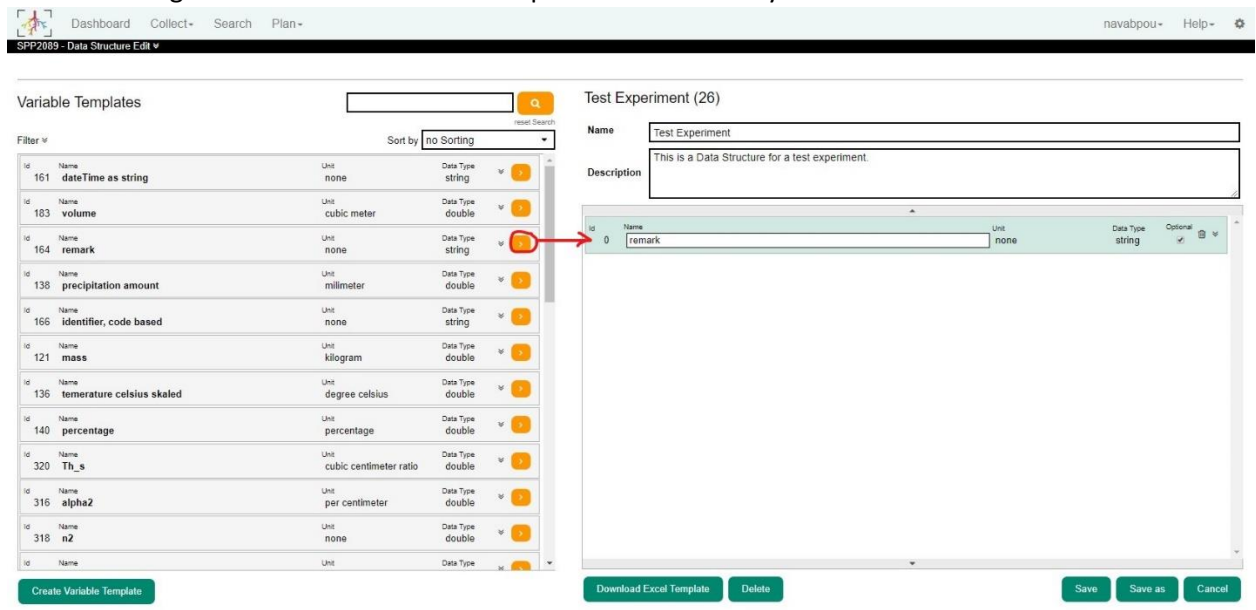 Dashboard Collect Search Plan navabpou Help
SPP2089 - Data Structure Edit
Variable Templates
reset Search
Filter
Sort by no Sorting
Id Name Unit Data Type
161 dateTime as string none string
Id Name Unit Data Type
183 volume cubic meter double
Id Name Unit Data Type
164 remark none string
Id Name Unit Data Type
138 precipitation amount milimeter double
Id Name Unit Data Type
166 identifier, code based none string
Id Name Unit Data Type
121 mass kilogram double
Id Name Unit Data Type
136 temerature celsius skaled degree celsius double
Id Name Unit Data Type
140 percentage percentage double
Id Name Unit Data Type
320 Th_s cubic centimeter ratio double
Id Name Unit Data Type
316 alpha2 per centimeter double
Id Name Unit Data Type
318 n2 none double
Id Name Unit Data Type
Create Variable Template
Test Experiment (26)
Name Test Experiment
Description This is a Data Structure for a test experiment.
Id Name Unit Data Type Optional
0 remark none string
Download Excel Template Delete Save Save as Cancel